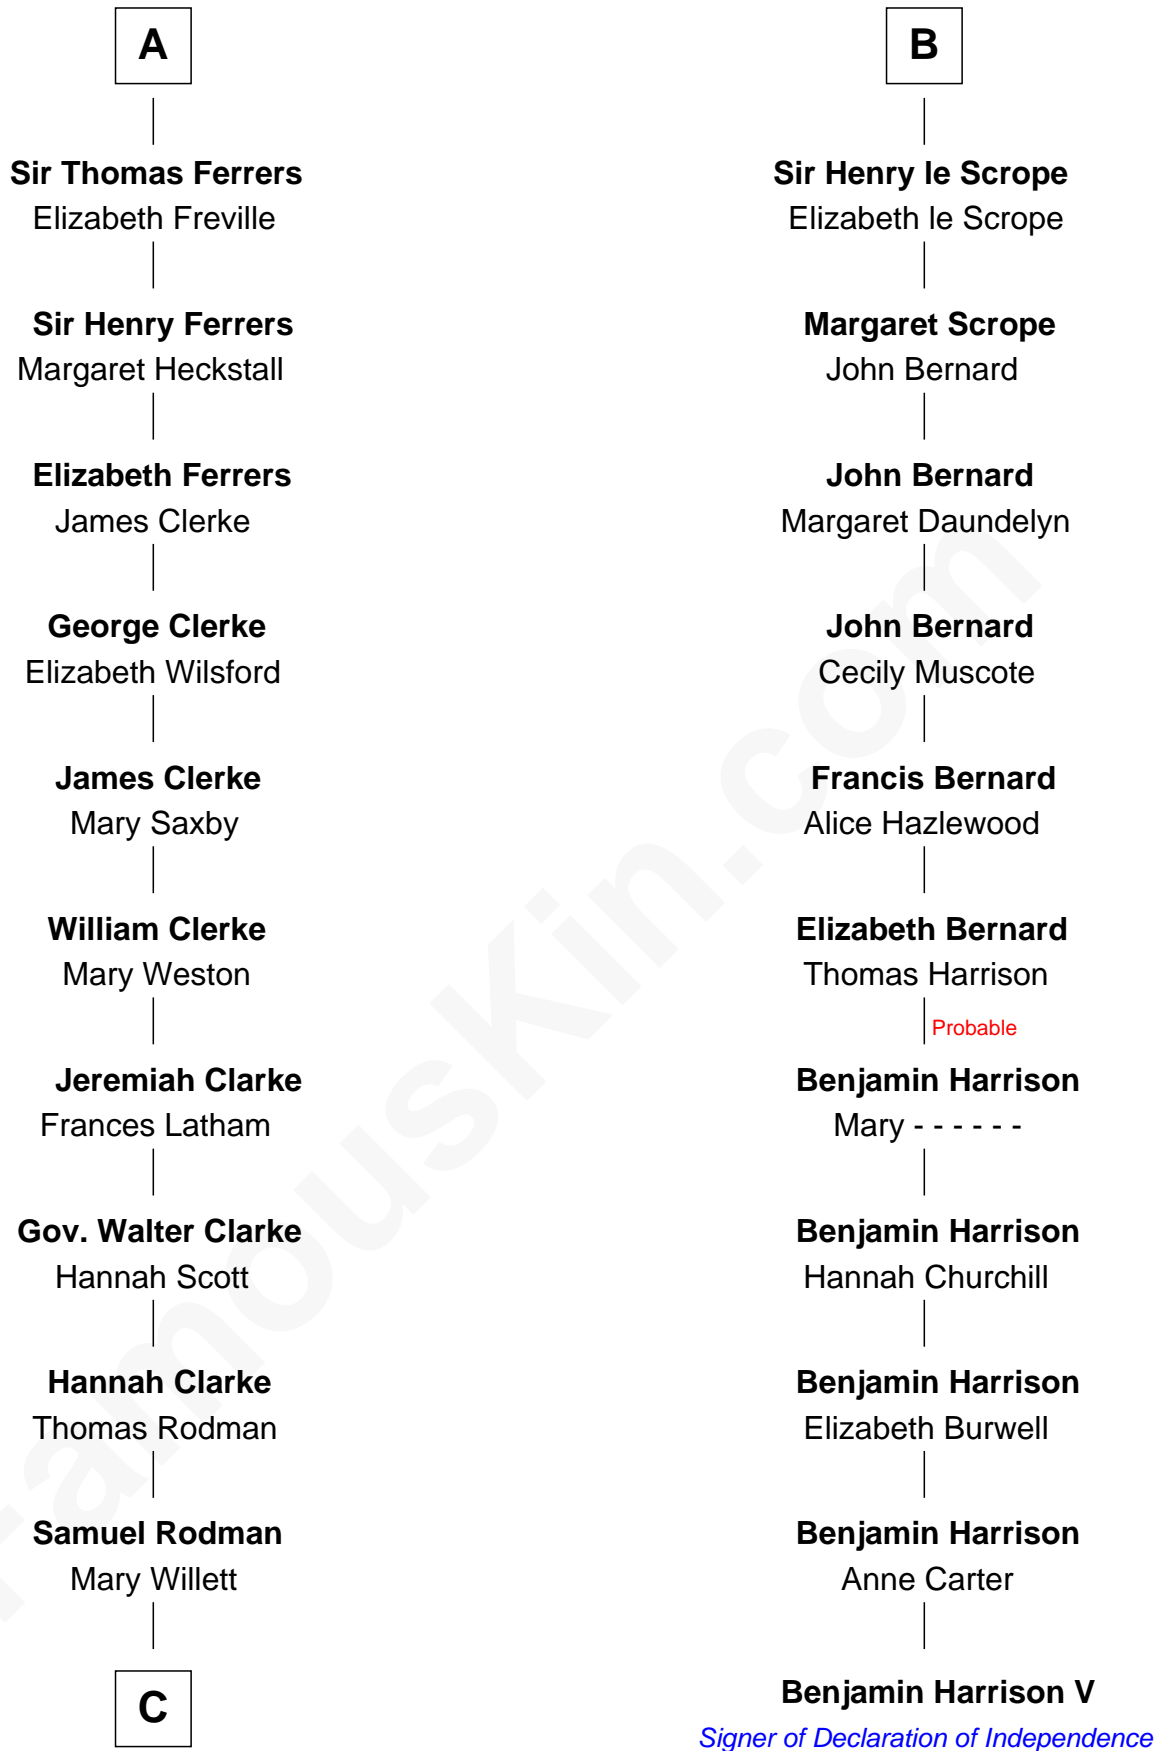 A
Sir Thomas Ferrers
Elizabeth Freville
Sir Henry Ferrers
Margaret Heckstall
Elizabeth Ferrers
James Clerke
George Clerke
Elizabeth Wilsford
James Clerke
Mary Saxby
William Clerke
Mary Weston
Jeremiah Clarke
Frances Latham
Gov. Walter Clarke
Hannah Scott
Hannah Clarke
Thomas Rodman
Samuel Rodman
Mary Willett
C
B
Sir Henry le Scrope
Elizabeth le Scrope
Margaret Scrope
John Bernard
John Bernard
Margaret Daundelyn
John Bernard
Cecily Muscote
Francis Bernard
Alice Hazlewood
Elizabeth Bernard
Thomas Harrison
Probable
Benjamin Harrison
Mary - - - - - -
Benjamin Harrison
Hannah Churchill
Benjamin Harrison
Elizabeth Burwell
Benjamin Harrison
Anne Carter
Benjamin Harrison V
Signer of Declaration of Independence
FamousKin.com